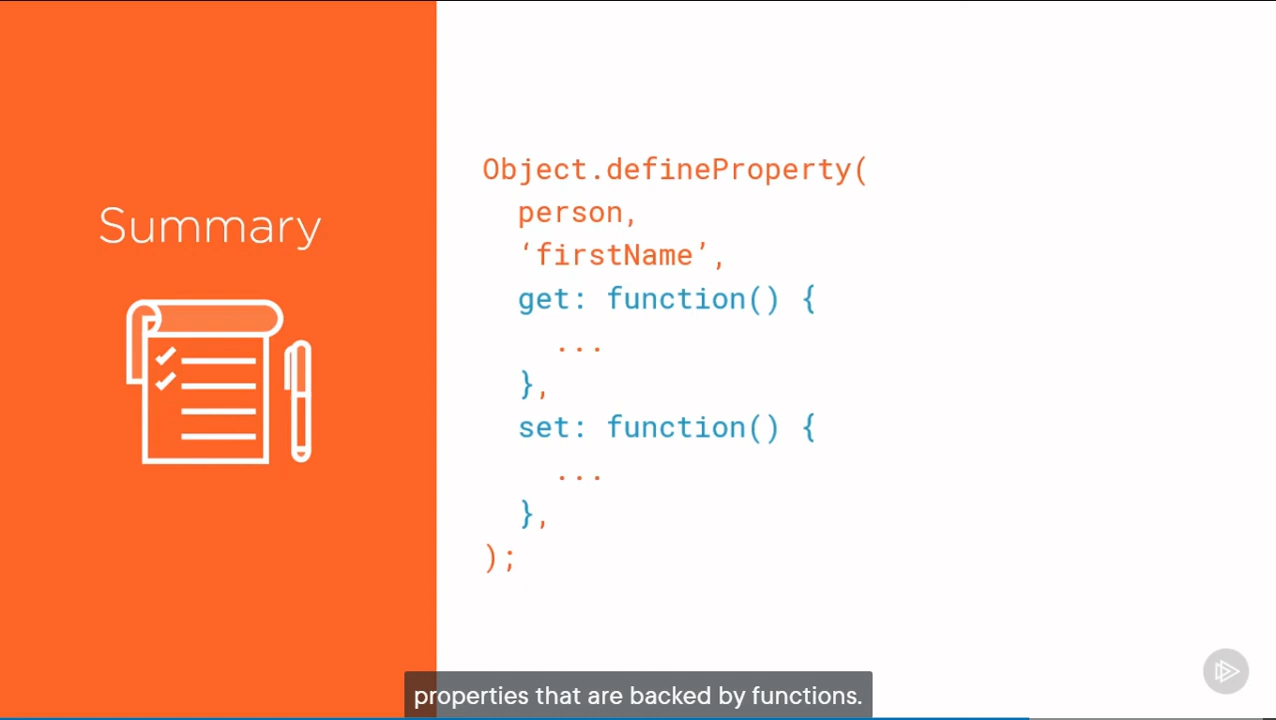 Summary
Object.defineProperty(
person,
‘firstName’,
get: function() {
...
},
set: function() {
...
},
);
properties that are backed by functions.